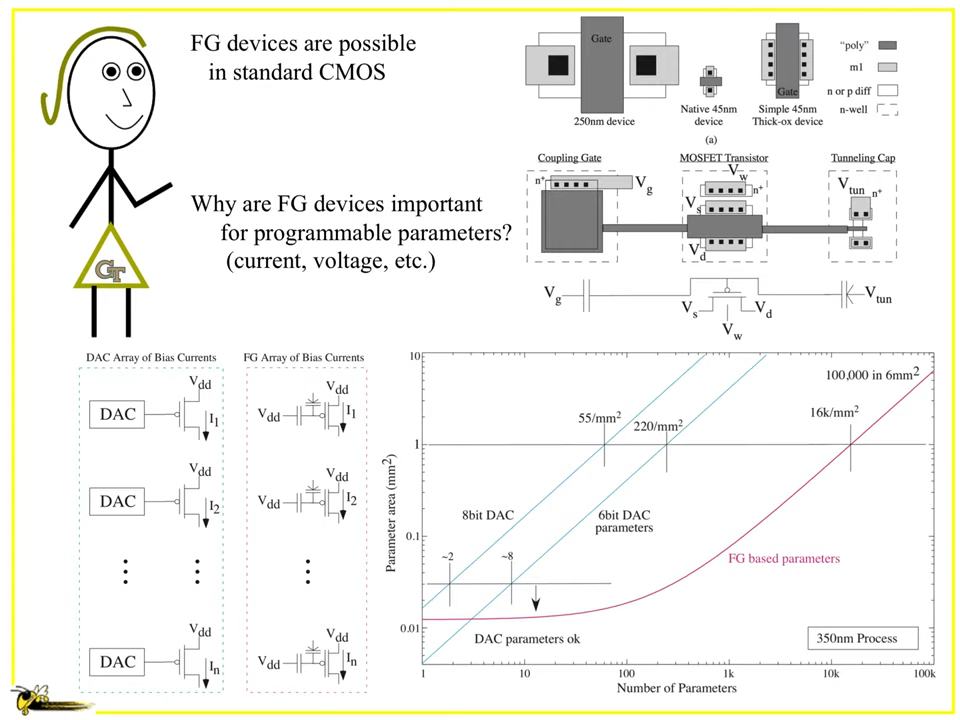 FG devices are possible
in standard CMOS
Why are FG devices important
for programmable parameters?
(current, voltage, etc.)
GT
Gate
250nm device
Native 45nm
device
Gate
Simple 45nm
Thick-ox device
(a)
“poly”
m1
n or p diff
n-well
Coupling Gate
MOSFET Transistor
Tunneling Cap
n+
Vg
Vw
n+
Vs
Vd
Vtun
n+
Vg
Vs
Vd
Vw
Vtun
DAC Array of Bias Currents
DAC
Vdd
I1
DAC
Vdd
I2
DAC
Vdd
In
FG Array of Bias Currents
Vdd
Vdd
I1
Vdd
Vdd
I2
Vdd
Vdd
In
Parameter area (mm2)
10
1
0.1
0.01
100,000 in 6mm2
55/mm2
220/mm2
16k/mm2
8bit DAC
6bit DAC
parameters
~2
~8
FG based parameters
DAC parameters ok
350nm Process
1
10
100
1k
10k
100k
Number of Parameters